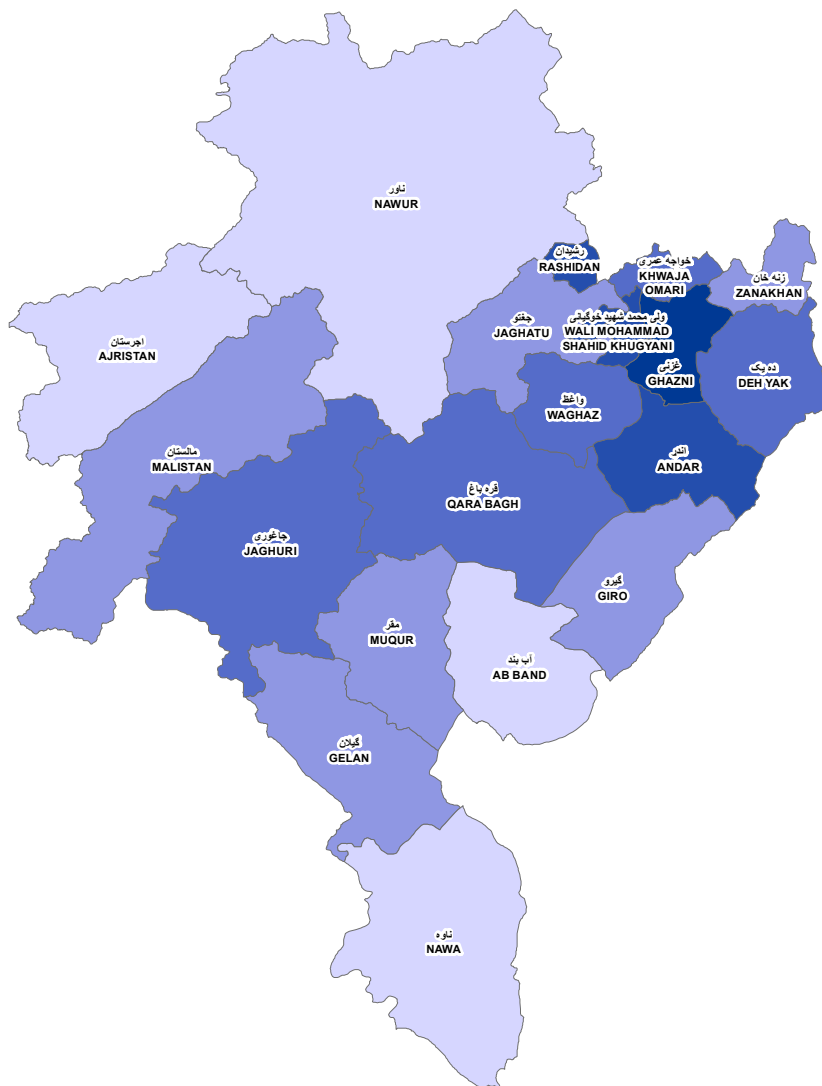 ناور
NAWUR
رشیدان
RASHIDAN
خواجه عمری
KHWAJA
OMARI
زنه خان
ZANAKHAN
اجرستان
AJRISTAN
جغتو
JAGHATU
ولی محمد شهید خوگیانی
WALI MOHAMMAD
SHAHID KHUGYANI
غزنی
GHAZNI
ده یک
DEH YAK
واغظ
WAGHAZ
مالستان
MALISTAN
اندر
ANDAR
قره باغ
QARA BAGH
جاغوری
JAGHURI
گیرو
GIRO
مقر
MUQUR
آب بند
AB BAND
گیلان
GELAN
ناوه
NAWA